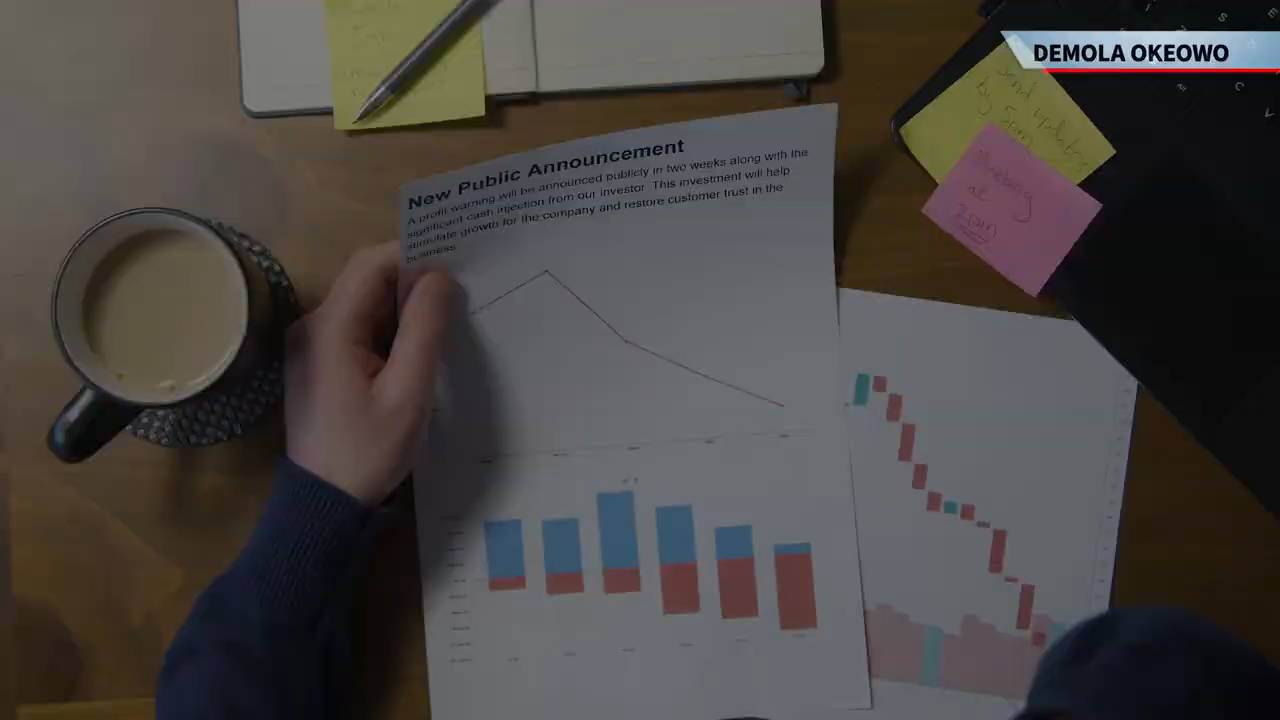 DEMOLA OKEOWO
send updates
by 5pm
Meeting
at
2pm
New Public Announcement
A profit warning will be announced publicly in two weeks along with the
significant cash injection from our investor. This investment will help
stimulate growth for the company and restore customer trust in the
business.